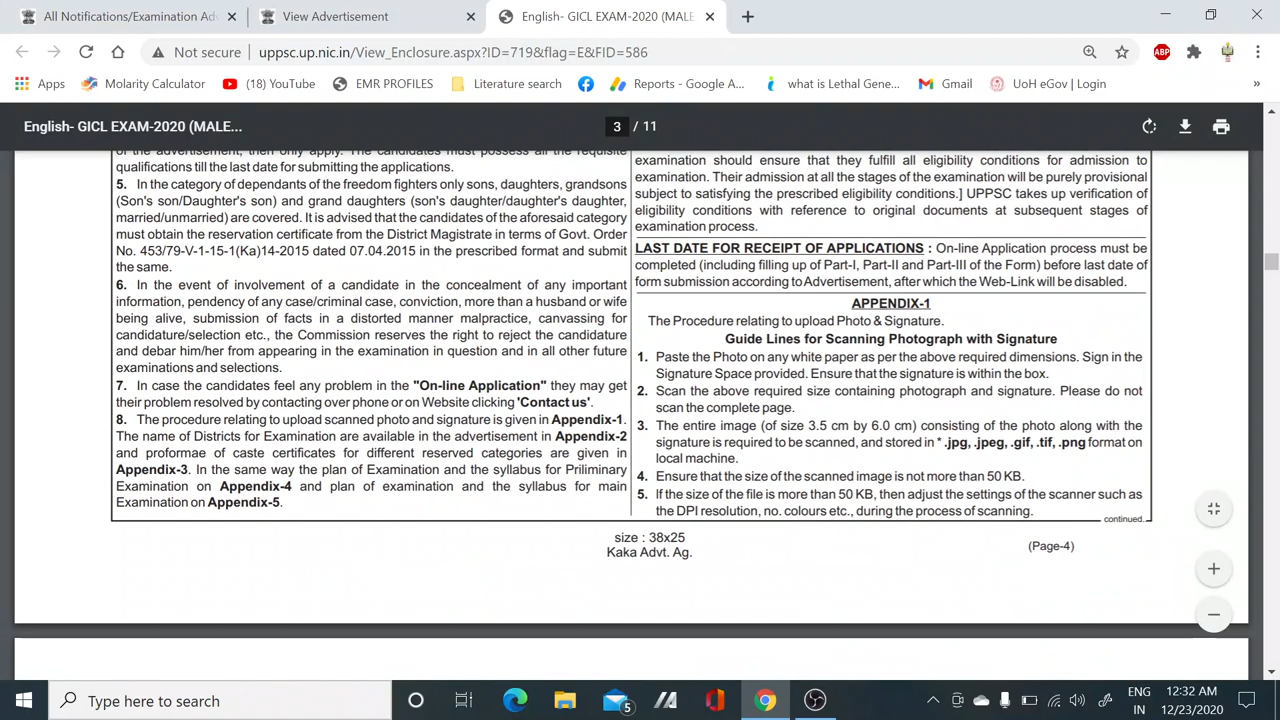 All Notifications/Examination Adv
View Advertisement
English- GICL EXAM-2020 (MALE
Not secure
uppsc.up.nic.in/View_Enclosure.aspx?ID=719&flag=E&FID=586
ABP
Apps
Molarity Calculator
(18) YouTube
EMR PROFILES
Literature search
Reports - Google A...
what is Lethal Gene...
Gmail
UoH eGov | Login
»
English- GICL EXAM-2020 (MALE...
3 / 11
of the advertisement, then only apply. The candidates must possess all the requisite
qualifications till the last date for submitting the applications.
5. In the category of dependants of the freedom fighters only sons, daughters, grandsons
(Son's son/Daughter's son) and grand daughters (son's daughter/daughter's daughter,
married/unmarried) are covered. It is advised that the candidates of the aforesaid category
must obtain the reservation certificate from the District Magistrate in terms of Govt. Order
No. 453/79-V-1-15-1(Ka)14-2015 dated 07.04.2015 in the prescribed format and submit
the same.
6. In the event of involvement of a candidate in the concealment of any important
information, pendency of any case/criminal case, conviction, more than a husband or wife
being alive, submission of facts in a distorted manner malpractice, canvassing for
candidature/selection etc., the Commission reserves the right to reject the candidature
and debar him/her from appearing in the examination in question and in all other future
examinations and selections.
7. In case the candidates feel any problem in the "On-line Application" they may get
their problem resolved by contacting over phone or on Website clicking 'Contact us'.
8. The procedure relating to upload scanned photo and signature is given in Appendix-1.
The name of Districts for Examination are available in the advertisement in Appendix-2
and proformae of caste certificates for different reserved categories are given in
Appendix-3. In the same way the plan of Examination and the syllabus for Priliminary
Examination on Appendix-4 and plan of examination and the syllabus for main
Examination on Appendix-5.
examination should ensure that they fulfill all eligibility conditions for admission to
examination. Their admission at all the stages of the examination will be purely provisional
subject to satisfying the prescribed eligibility conditions.] UPPSC takes up verification of
eligibility conditions with reference to original documents at subsequent stages of
examination process.
LAST DATE FOR RECEIPT OF APPLICATIONS : On-line Application process must be
completed (including filling up of Part-I, Part-II and Part-III of the Form) before last date of
form submission according to Advertisement, after which the Web-Link will be disabled.
APPENDIX-1
The Procedure relating to upload Photo & Signature.
Guide Lines for Scanning Photograph with Signature
1. Paste the Photo on any white paper as per the above required dimensions. Sign in the
Signature Space provided. Ensure that the signature is within the box.
2. Scan the above required size containing photograph and signature. Please do not
scan the complete page.
3. The entire image (of size 3.5 cm by 6.0 cm) consisting of the photo along with the
signature is required to be scanned, and stored in * .jpg, .jpeg, .gif, .tif, .png format on
local machine.
4. Ensure that the size of the scanned image is not more than 50 KB.
5. If the size of the file is more than 50 KB, then adjust the settings of the scanner such as
the DPI resolution, no. colours etc., during the process of scanning.
continued..
size : 38x25
Kaka Advt. Ag.
(Page-4)
Type here to search
5
ENG
IN
12:32 AM
12/23/2020